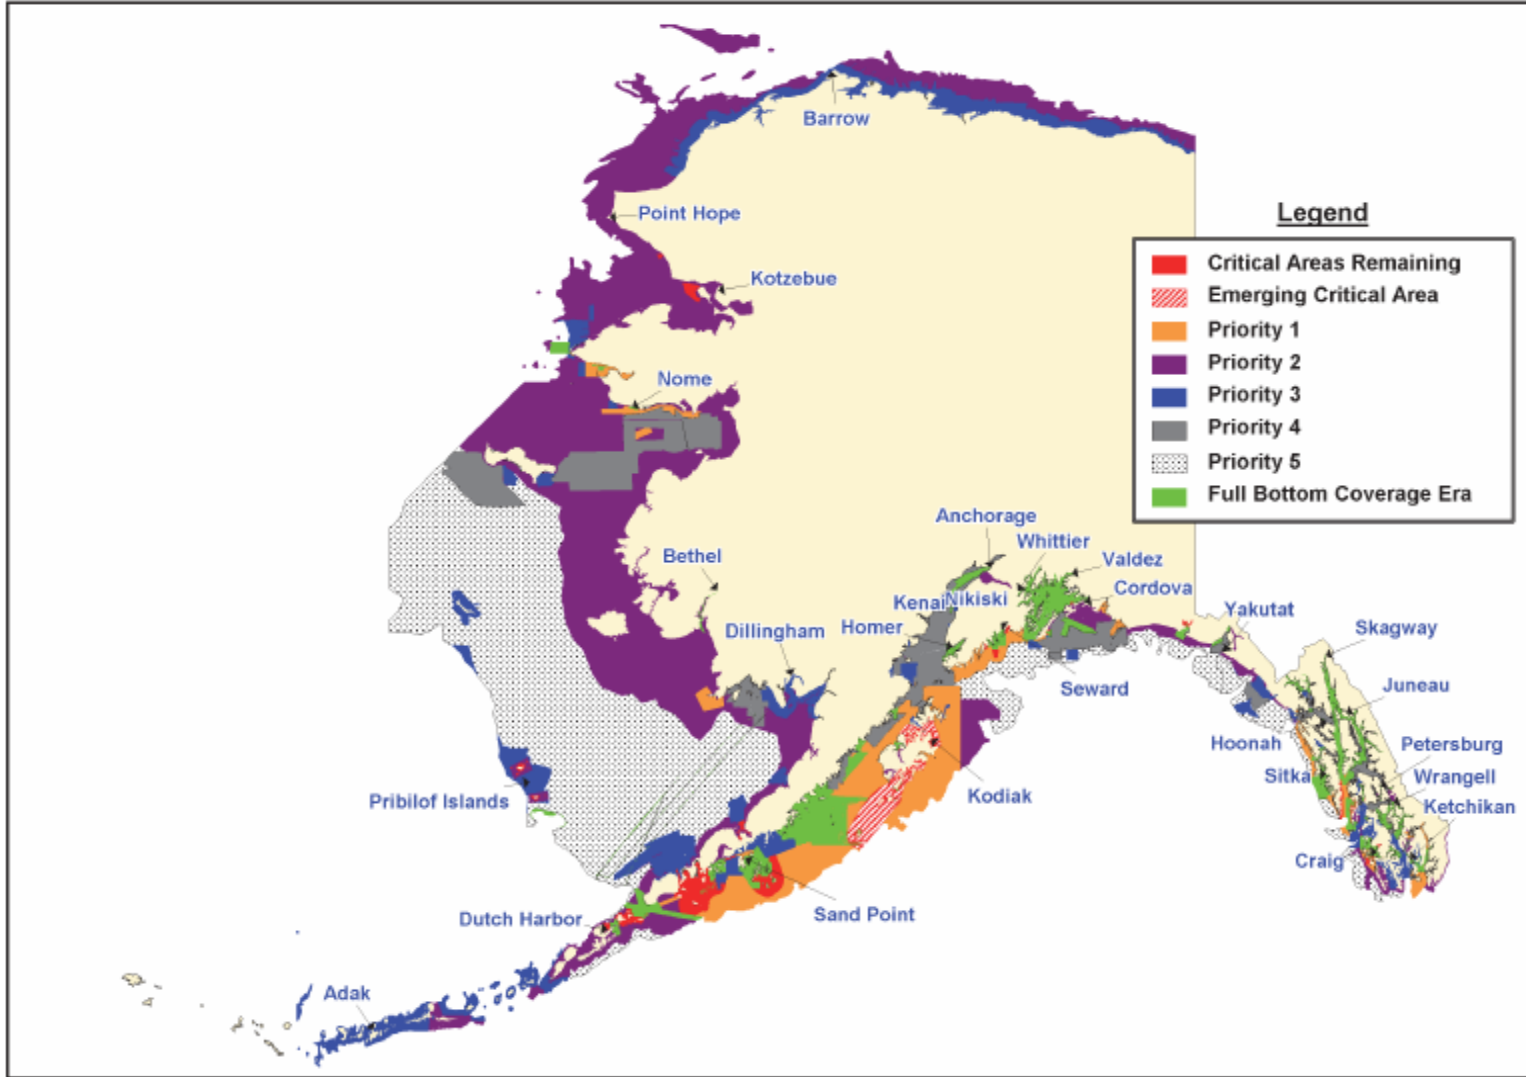 Barrow
Point Hope
Kotzebue
Nome
Legend
Critical Areas Remaining
Emerging Critical Area
Priority 1
Priority 2
Priority 3
Priority 4
Priority 5
Full Bottom Coverage Era
Anchorage
Whittier
Bethel
Valdez
Cordova
Kenai
Nikiski
Yakutat
Dillingham
Homer
Skagway
Seward
Juneau
Hoonah
Petersburg
Sitka
Wrangell
Pribilof Islands
Kodiak
Ketchikan
Craig
Sand Point
Dutch Harbor
Adak